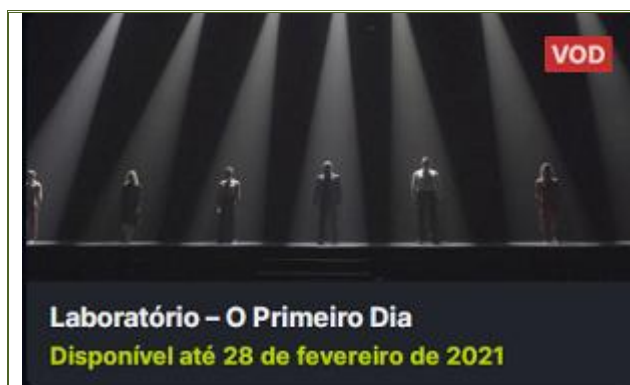 VOD
Laboratório – O Primeiro Dia
Disponível até 28 de fevereiro de 2021